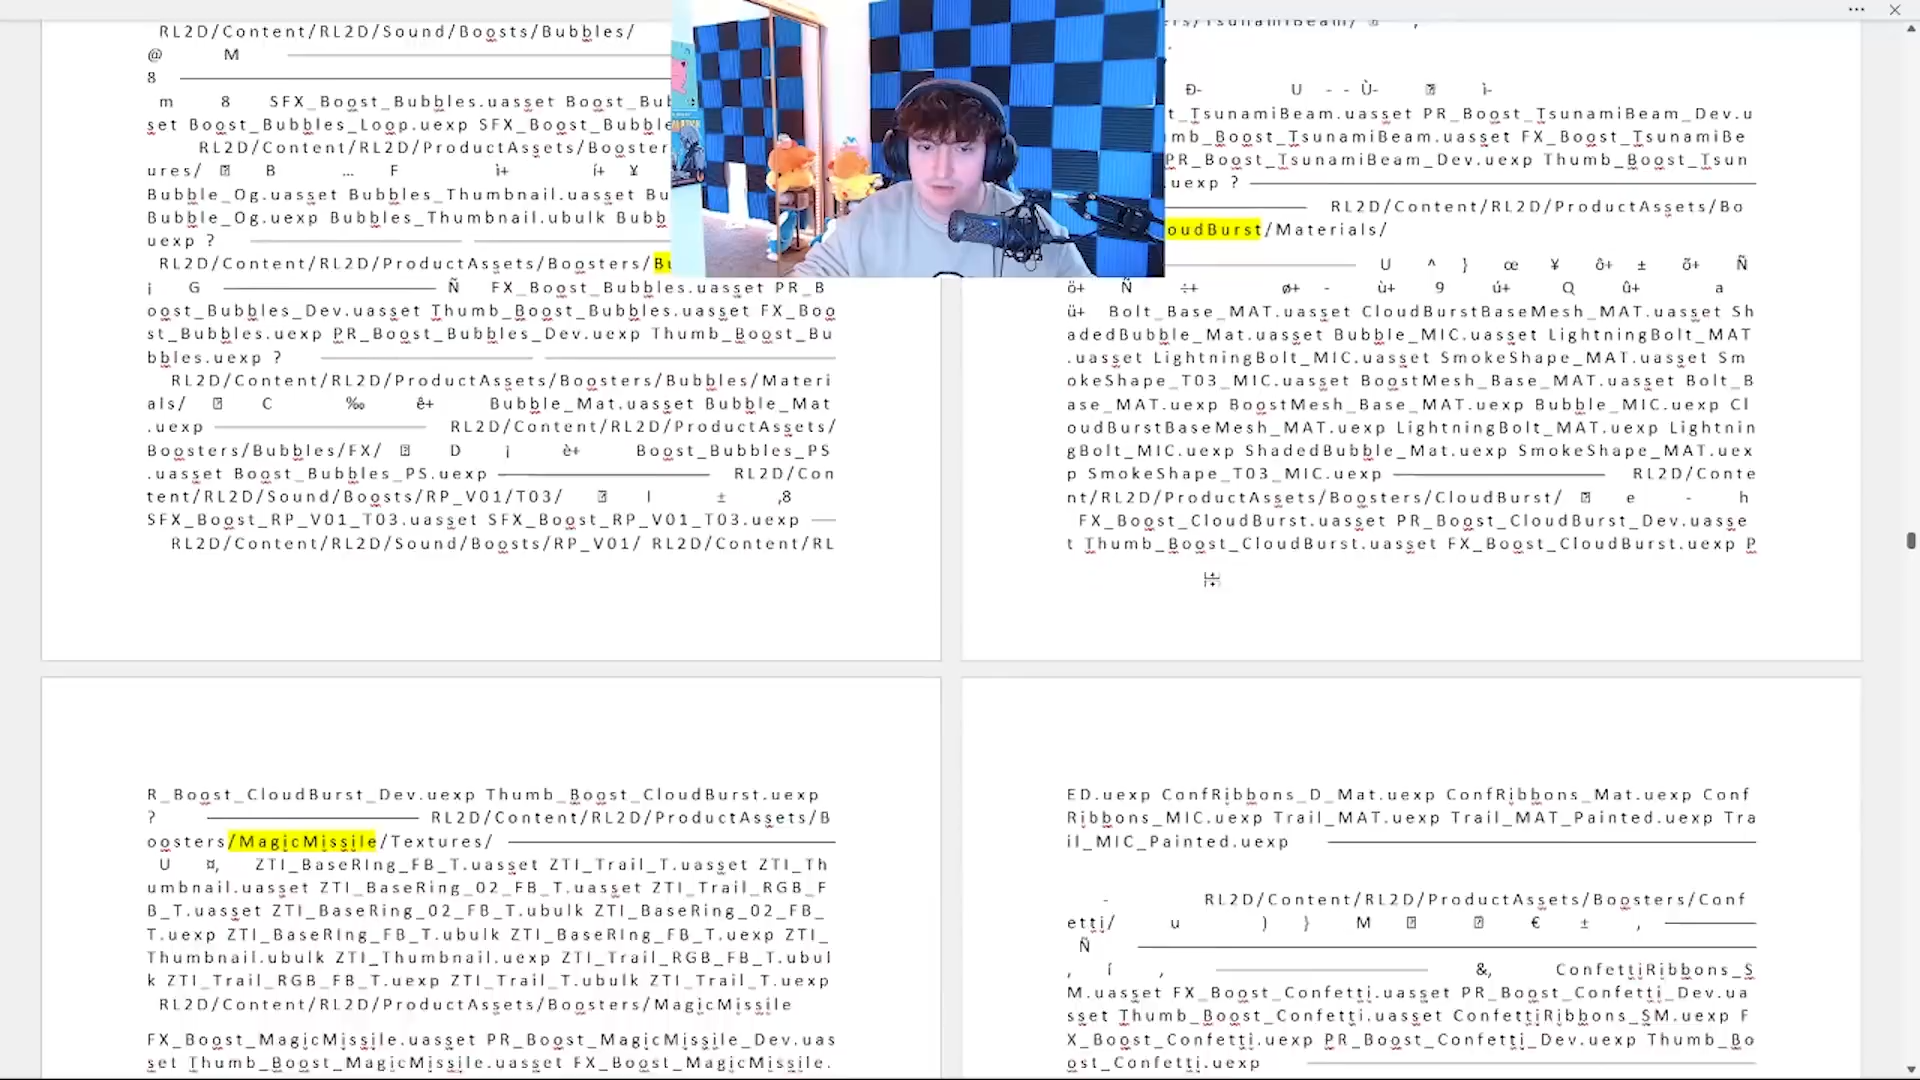 RL2D/Content/RL2D/Sound/Boosts/Bubbles/
@ M
8
m 8 SFX_Boost_Bubbles.uasset
set Boost_Bubbles_Loop.uexp
RL2D/Content/RL2D/ProductAssets/
ures/ B … F ì+ í+ ¥
Bubble_Og.uasset Bubbles_Thumbnail.uasset
Bubble_Og.uexp Bubbles_Thumbnail.ubulk
uexp ?
RL2D/Content/RL2D/ProductAssets/Boosters/
¡ G Ñ FX_Boost_Bubbles.uasset PR_B
oost_Bubbles_Dev.uasset Thumb_Boost_Bubbles.uasset FX_Boo
st_Bubbles.uexp PR_Boost_Bubbles_Dev.uexp Thumb_Boost_Bu
bbles.uexp ?
RL2D/Content/RL2D/ProductAssets/Boosters/Bubbles/Materi
als/ C ‰ ê+ Bubble_Mat.uasset Bubble_Mat
.uexp RL2D/Content/RL2D/ProductAssets/
Boosters/Bubbles/FX/ D ¡ è+ Boost_Bubbles_PS
.uasset Boost_Bubbles_PS.uexp RL2D/Con
tent/RL2D/Sound/Boosts/RP_V01/T03/ I ± ,8
SFX_Boost_RP_V01_T03.uasset SFX_Boost_RP_V01_T03.uexp
RL2D/Content/RL2D/Sound/Boosts/RP_V01/ RL2D/Content/RL
Ð- U - - Ù- ì-
t_TsunamiBeam.uasset PR_Boost_TsunamiBeam_Dev.u
mb_Boost_TsunamiBeam.uasset FX_Boost_TsunamiBe
PR_Boost_TsunamiBeam_Dev.uexp Thumb_Boost_Tsun
uexp ?
RL2D/Content/RL2D/ProductAssets/Bo
oudBurst/Materials/
U ^ } œ ¥ ô+ ± õ+ Ñ
ö+ Ñ ÷+ ø+ - ù+ 9 ú+ Q û+ a
ü+ Bolt_Base_MAT.uasset CloudBurstBaseMesh_MAT.uasset Sh
adedBubble_Mat.uasset Bubble_MIC.uasset LightningBolt_MAT
.uasset LightningBolt_MIC.uasset SmokeShape_MAT.uasset Sm
okeShape_T03_MIC.uasset BoostMesh_Base_MAT.uasset Bolt_B
ase_MAT.uexp BoostMesh_Base_MAT.uexp Bubble_MIC.uexp Cl
oudBurstBaseMesh_MAT.uexp LightningBolt_MAT.uexp Lightnin
gBolt_MIC.uexp ShadedBubble_Mat.uexp SmokeShape_MAT.uex
p SmokeShape_T03_MIC.uexp RL2D/Conte
nt/RL2D/ProductAssets/Boosters/CloudBurst/ e - h
FX_Boost_CloudBurst.uasset PR_Boost_CloudBurst_Dev.uasse
t Thumb_Boost_CloudBurst.uasset FX_Boost_CloudBurst.uexp P
R_Boost_CloudBurst_Dev.uexp Thumb_Boost_CloudBurst.uexp
? RL2D/Content/RL2D/ProductAssets/B
oosters/MagicMissile/Textures/
U ¤, ZTI_BaseRIng_FB_T.uasset ZTI_Trail_T.uasset ZTI_Th
umbnail.uasset ZTI_BaseRing_02_FB_T.uasset ZTI_Trail_RGB_F
B_T.uasset ZTI_BaseRing_02_FB_T.ubulk ZTI_BaseRing_02_FB_
T.uexp ZTI_BaseRIng_FB_T.ubulk ZTI_BaseRIng_FB_T.uexp ZTI_
Thumbnail.ubulk ZTI_Thumbnail.uexp ZTI_Trail_RGB_FB_T.ubul
k ZTI_Trail_RGB_FB_T.uexp ZTI_Trail_T.ubulk ZTI_Trail_T.uexp
RL2D/Content/RL2D/ProductAssets/Boosters/MagicMissile
FX_Boost_MagicMissile.uasset PR_Boost_MagicMissile_Dev.uas
set Thumb_Boost_MagicMissile.uasset FX_Boost_MagicMissile.
ED.uexp ConfRibbons_D_Mat.uexp ConfRibbons_Mat.uexp Conf
Ribbons_MIC.uexp Trail_MAT.uexp Trail_MAT_Painted.uexp Tra
il_MIC_Painted.uexp
- RL2D/Content/RL2D/ProductAssets/Boosters/Conf
etti/ u ) } M € ± ,
Ñ
, í , &, ConfettiRibbons_S
M.uasset FX_Boost_Confetti.uasset PR_Boost_Confetti_Dev.ua
sset Thumb_Boost_Confetti.uasset ConfettiRibbons_SM.uexp F
X_Boost_Confetti.uexp PR_Boost_Confetti_Dev.uexp Thumb_Bo
ost_Confetti.uexp